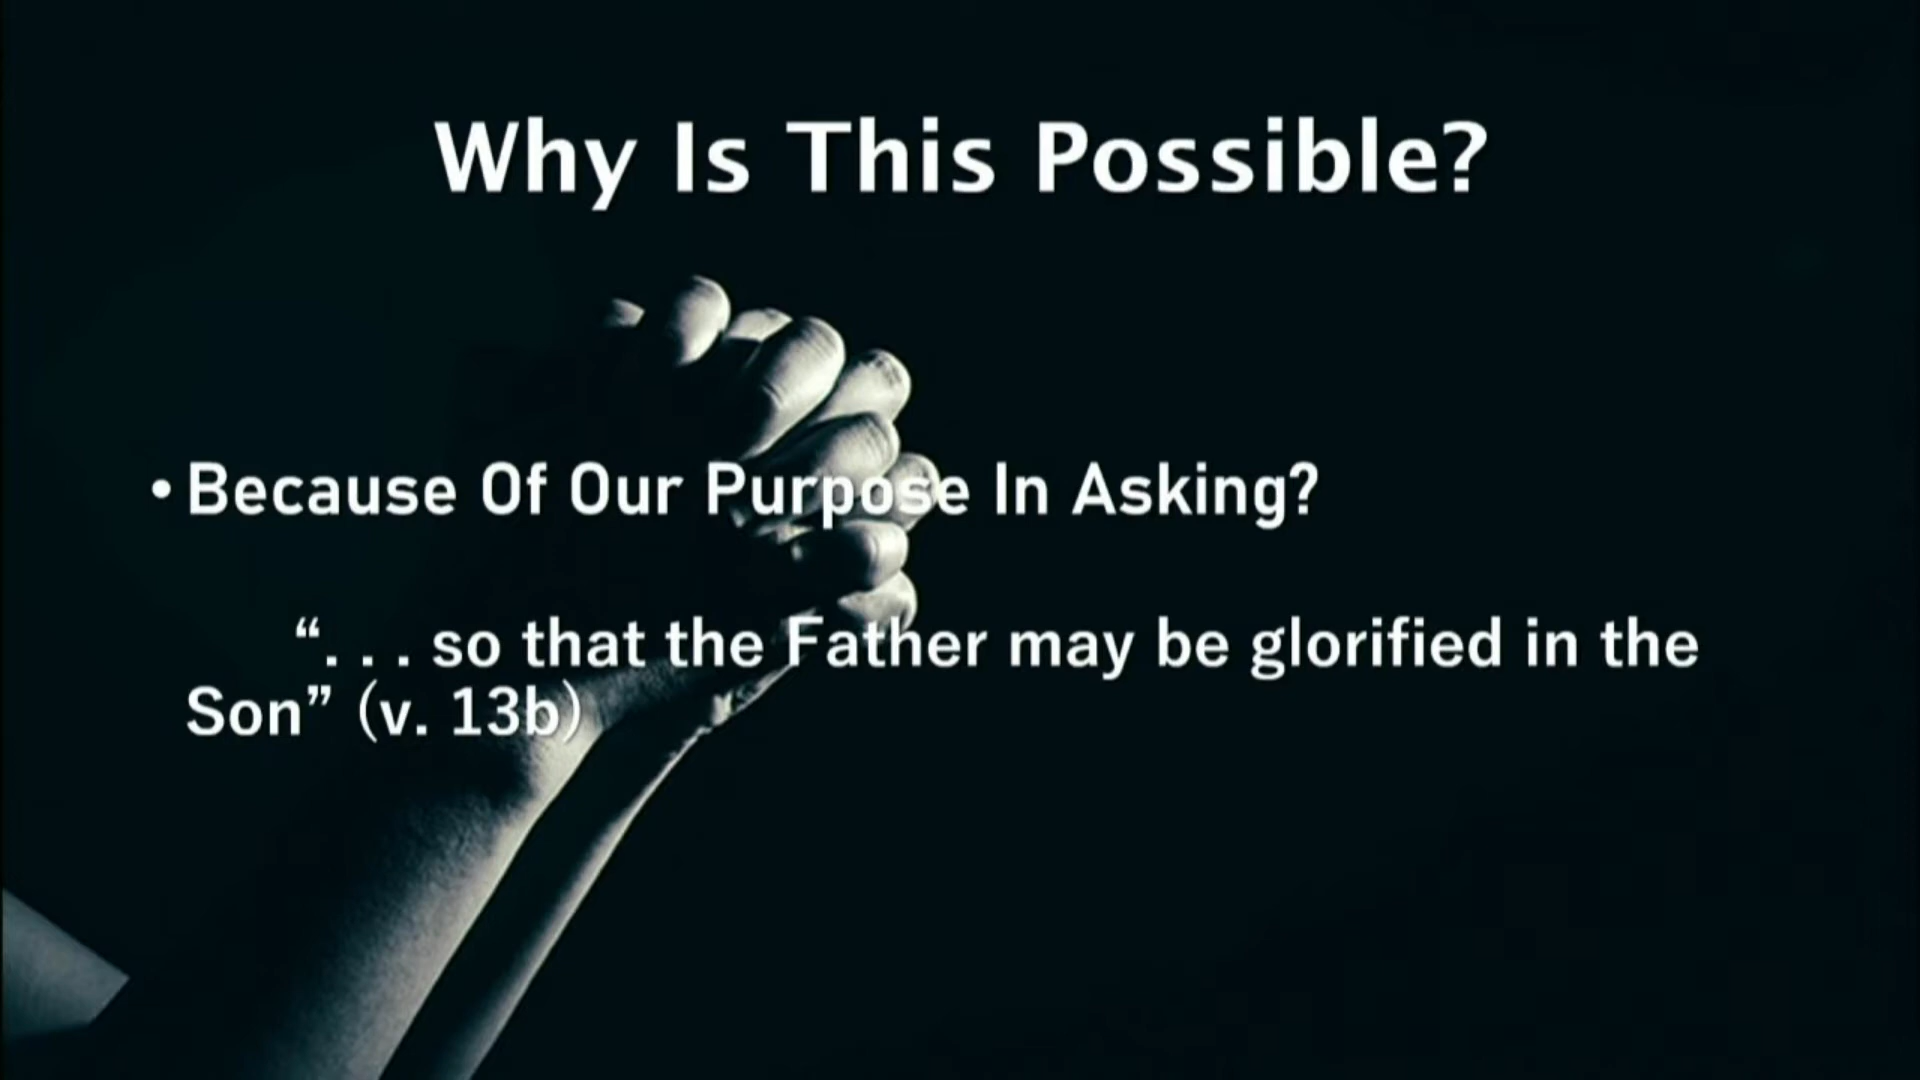 Why Is This Possible?
• Because Of Our Purpose In Asking?
“. . . so that the Father may be glorified in the
Son” (v. 13b)